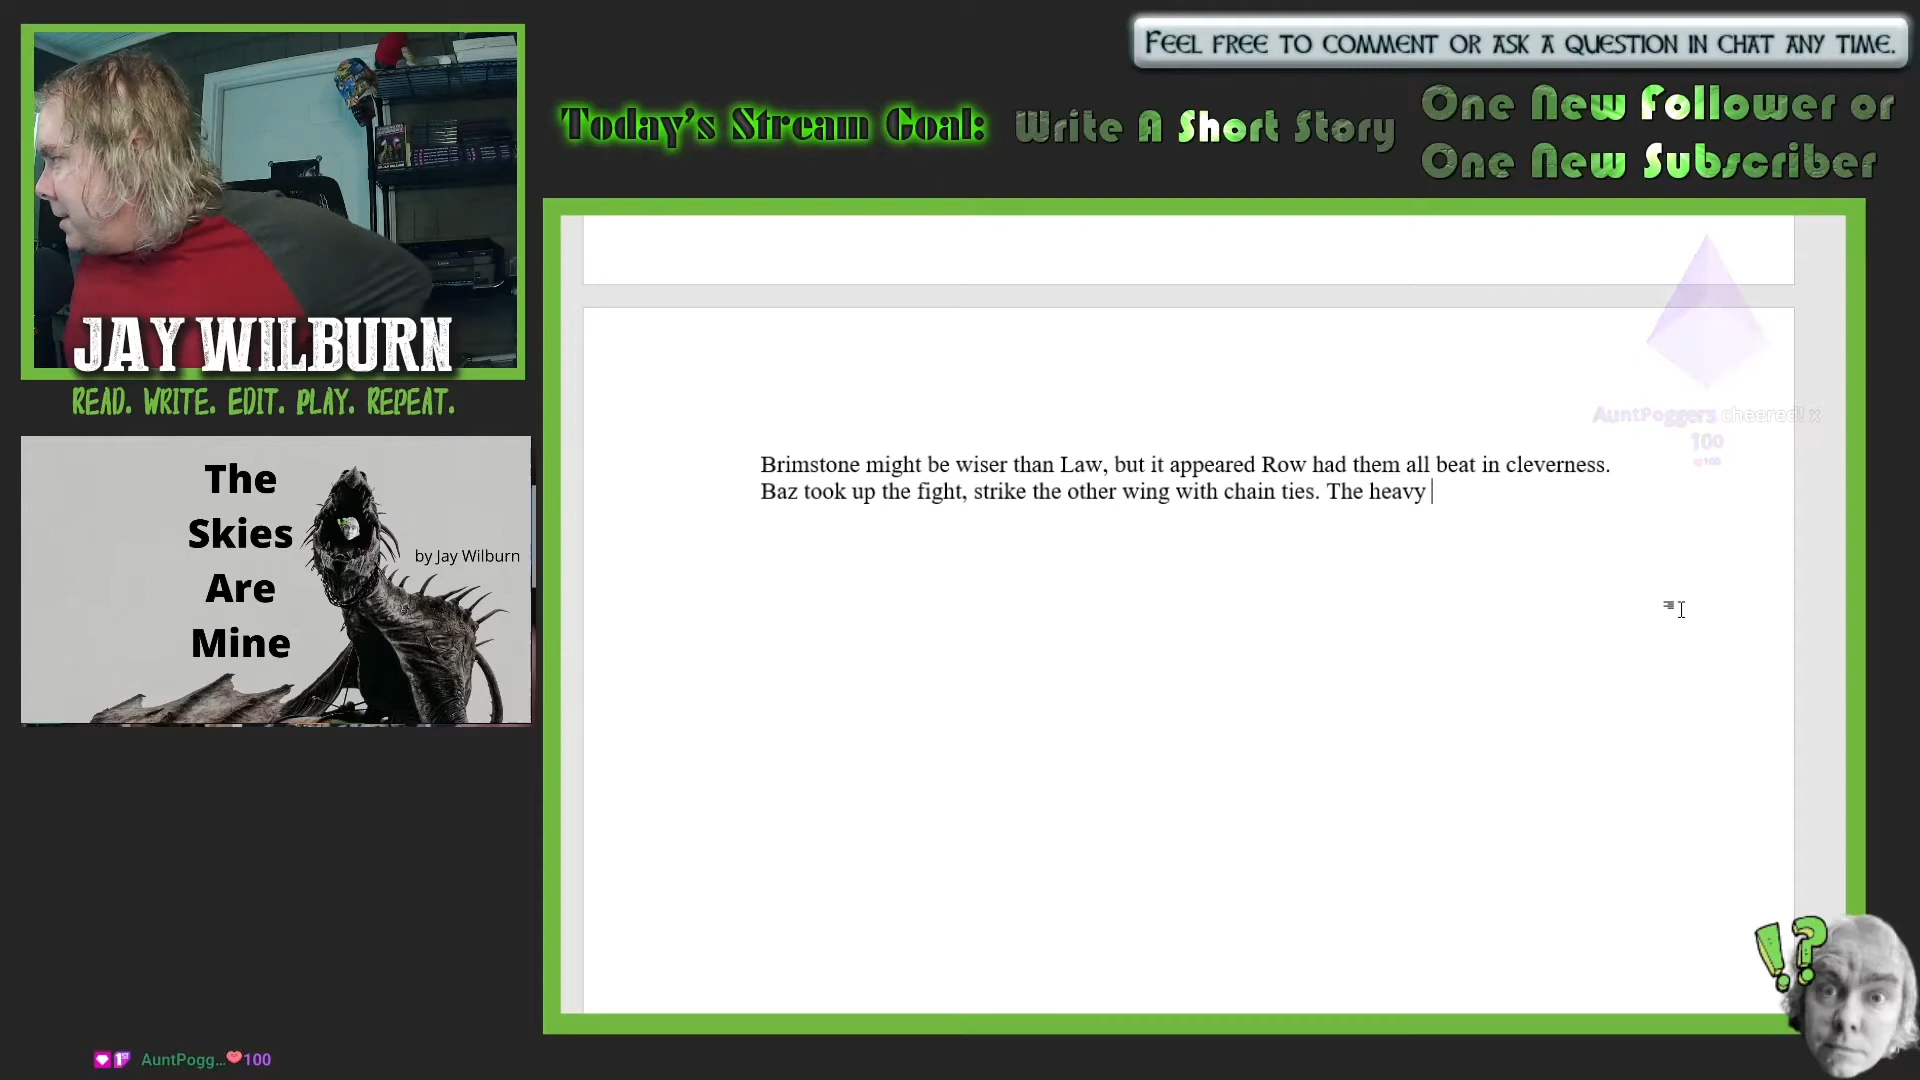 FEEL FREE TO COMMENT OR ASK A QUESTION IN CHAT ANY TIME.
Today's Stream Goal:
Write A Short Story
One New Follower or
One New Subscriber
JAY WILBURN
READ. WRITE. EDIT. PLAY. REPEAT.
The
Skies
Are
Mine
by Jay Wilburn
AuntPoggers cheered! x
100
100
Brimstone might be wiser than Law, but it appeared Row had them all beat in cleverness.
Baz took up the fight, strike the other wing with chain ties. The heavy
!?
1st AuntPogg... 100